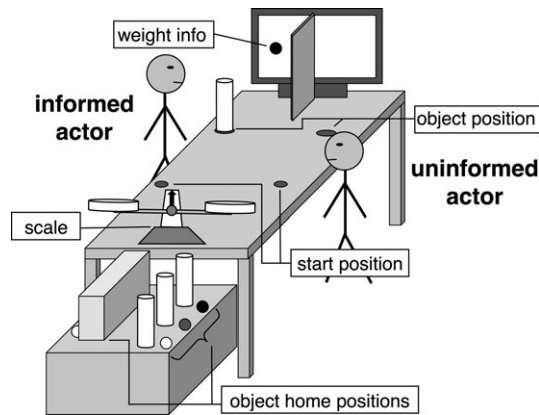 weight info
informed
actor
object position
uninformed
actor
scale
start position
object home positions